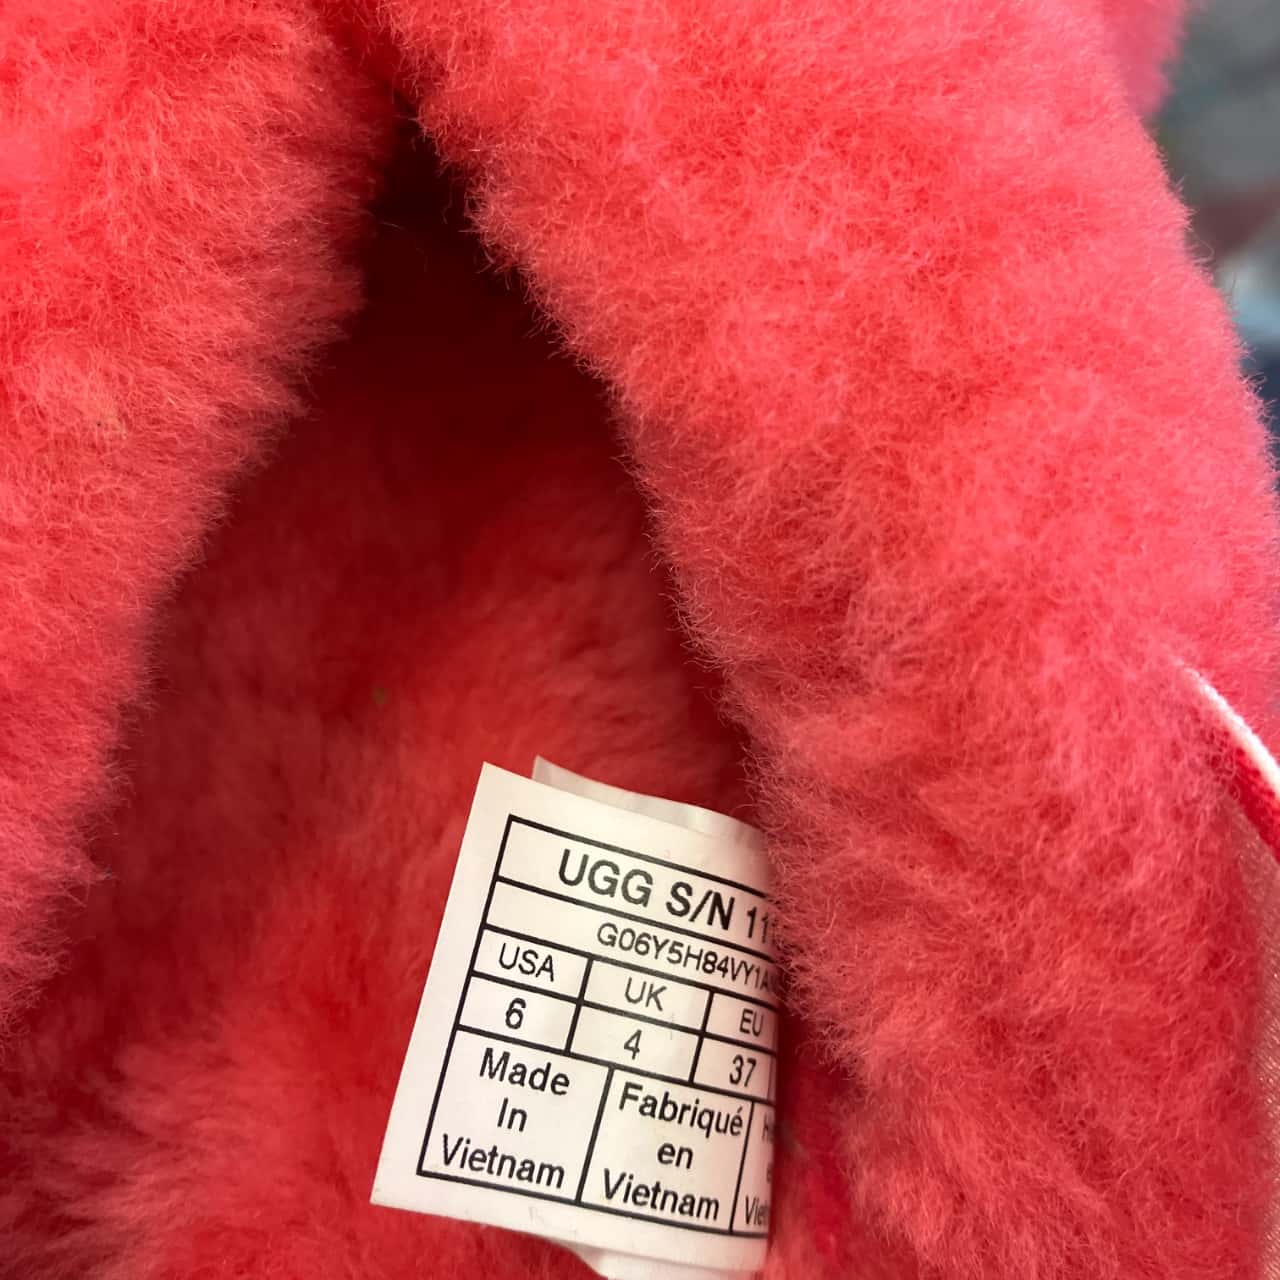 UGG S/N 11
G06Y5H84VY1A
USA UK EU
6 4 37
Made
In
Vietnam
Fabriqué
en
Vietnam